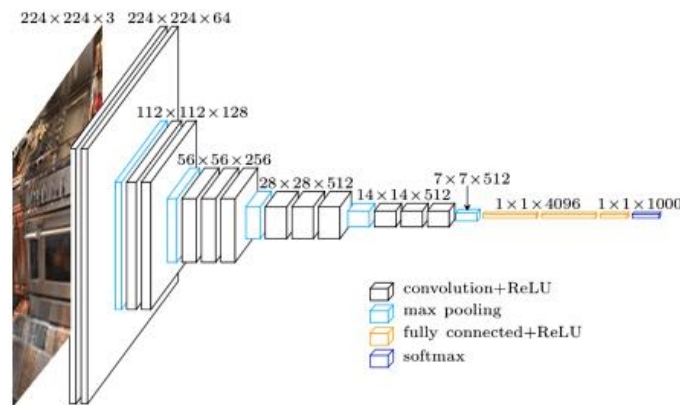 224×224×3
224×224×64
112×112×128
56×56×256
28×28×512
14×14×512
7×7×512
1×1×4096
1×1×1000
convolution+ReLU
max pooling
fully connected+ReLU
softmax